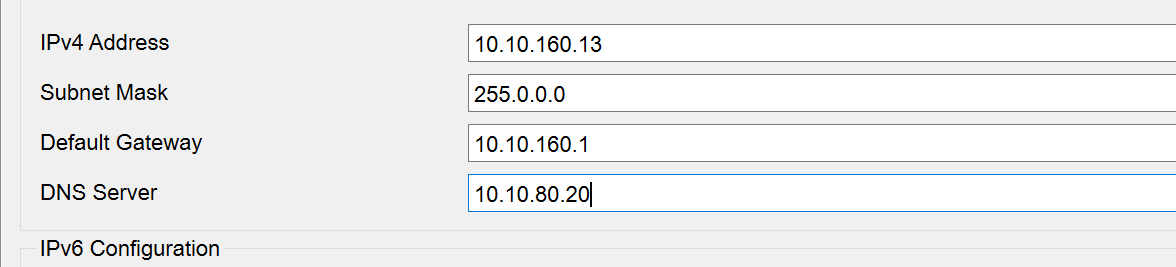 IPv4 Address 10.10.160.13
Subnet Mask 255.0.0.0
Default Gateway 10.10.160.1
DNS Server 10.10.80.20
IPv6 Configuration